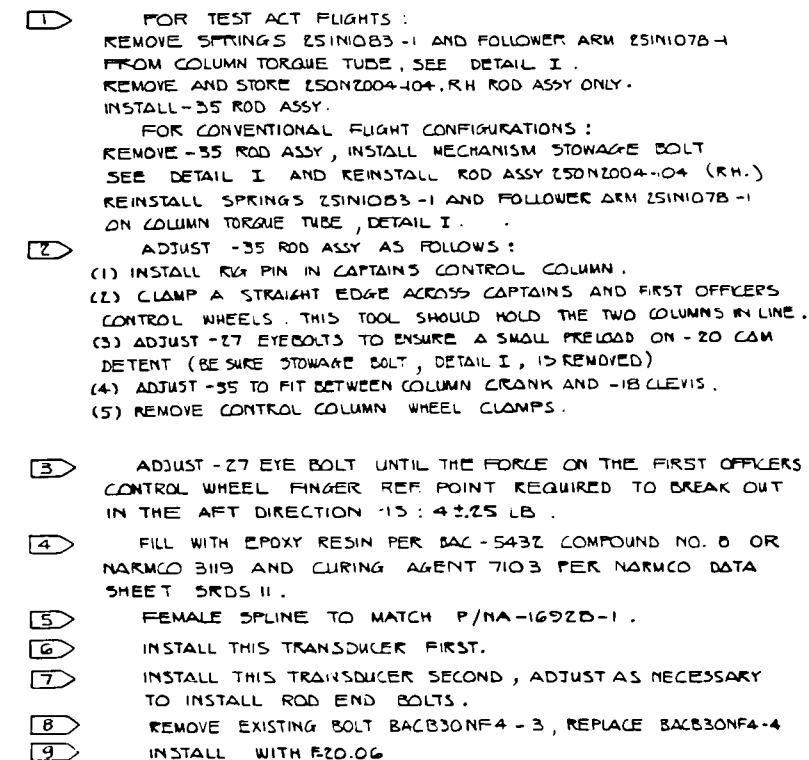 1 FOR TEST ACT FLIGHTS :
REMOVE SPRINGS 251N1083 -1 AND FOLLOWER ARM 251N1078-1
FROM COLUMN TORQUE TUBE, SEE DETAIL I .
REMOVE AND STORE 250N2004-104, RH ROD ASSY ONLY.
INSTALL -35 ROD ASSY.
FOR CONVENTIONAL FLIGHT CONFIGURATIONS :
REMOVE -35 ROD ASSY, INSTALL MECHANISM STOWAGE BOLT
SEE DETAIL I AND REINSTALL ROD ASSY 250N2004-104 (RH.)
REINSTALL SPRINGS 251N1083 -1 AND FOLLOWER ARM 251N1078 -1
ON COLUMN TORQUE TUBE , DETAIL I .
2 ADJUST -35 ROD ASSY AS FOLLOWS :
(1) INSTALL RIG PIN IN CAPTAINS CONTROL COLUMN .
(2) CLAMP A STRAIGHT EDGE ACROSS CAPTAINS AND FIRST OFFICERS
CONTROL WHEELS . THIS TOOL SHOULD HOLD THE TWO COLUMNS IN LINE .
(3) ADJUST -27 EYEBOLTS TO ENSURE A SMALL PRELOAD ON -20 CAM
DETENT (BE SURE STOWAGE BOLT , DETAIL I , IS REMOVED)
(4) ADJUST -35 TO FIT BETWEEN COLUMN CRANK AND -18 CLEVIS .
(5) REMOVE CONTROL COLUMN WHEEL CLAMPS .
3 ADJUST -27 EYE BOLT UNTIL THE FORCE ON THE FIRST OFFICERS
CONTROL WHEEL FINGER REF. POINT REQUIRED TO BREAK OUT
IN THE AFT DIRECTION IS : 4±.25 LB .
4 FILL WITH EPOXY RESIN PER BAC - 5432 COMPOUND NO. 8 OR
NARMCO 3119 AND CURING AGENT 7103 PER NARMCO DATA
SHEET SRDS 11 .
5 FEMALE SPLINE TO MATCH P/NA-16928-1 .
6 INSTALL THIS TRANSDUCER FIRST.
7 INSTALL THIS TRANSDUCER SECOND , ADJUST AS NECESSARY
TO INSTALL ROD END BOLTS .
8 REMOVE EXISTING BOLT BACB30NF4 - 3 , REPLACE BACB30NF4-4
9 INSTALL WITH F20.06